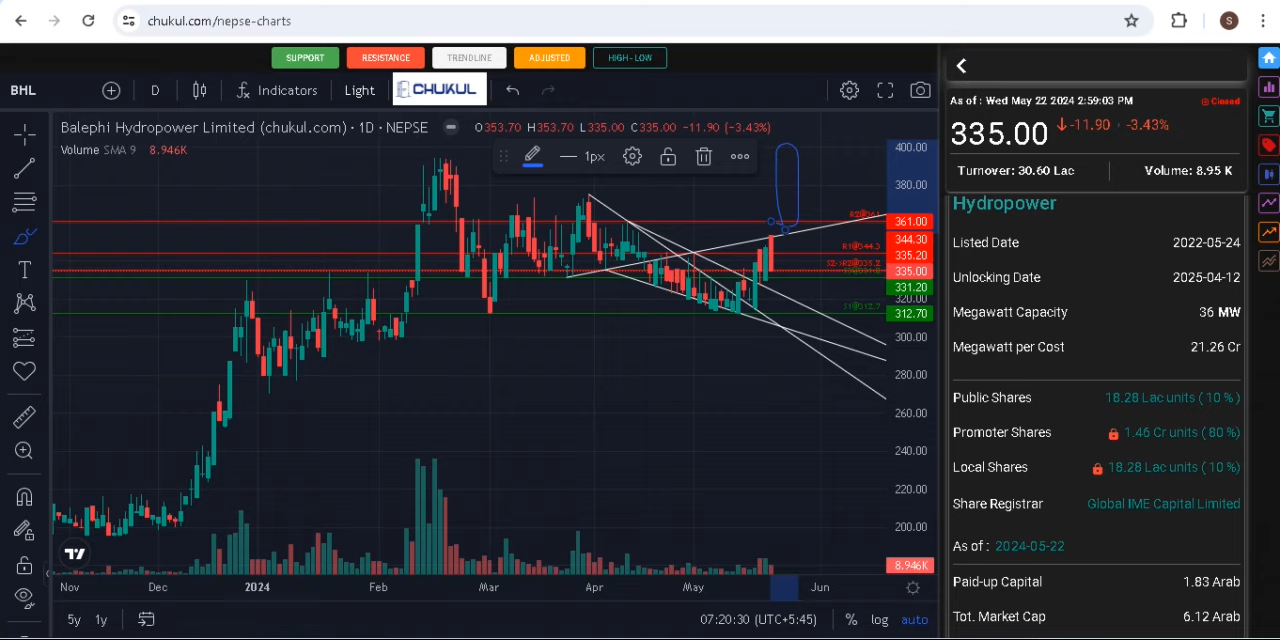 chukul.com/nepse-charts
S
SUPPORT
RESISTANCE
TRENDLINE
ADJUSTED
HIGH - LOW
BHL
D
Indicators
Light
CHUKUL
Balephi Hydropower Limited (chukul.com) · 1D · NEPSE
O353.70 H353.70 L335.00 C335.00 -11.90 (-3.43%)
Volume SMA 9 8.946K
1px
400.00
380.00
361.00
344.30
335.20
335.00
331.20
320.00
312.70
300.00
280.00
260.00
240.00
220.00
200.00
8.946K
R1@344.3
S1@312.7
Nov
Dec
2024
Feb
Mar
Apr
May
Jun
5y
1y
07:20:30 (UTC+5:45)
%
log
auto
As of : Wed May 22 2024 2:59:03 PM
Closed
335.00
-11.90
-3.43%
Turnover: 30.60 Lac
Volume: 8.95 K
Hydropower
Listed Date 2022-05-24
Unlocking Date 2025-04-12
Megawatt Capacity 36 MW
Megawatt per Cost 21.26 Cr
Public Shares 18.28 Lac units ( 10 % )
Promoter Shares 1.46 Cr units ( 80 %)
Local Shares 18.28 Lac units ( 10 %)
Share Registrar Global IME Capital Limited
As of : 2024-05-22
Paid-up Capital 1.83 Arab
Tot. Market Cap 6.12 Arab